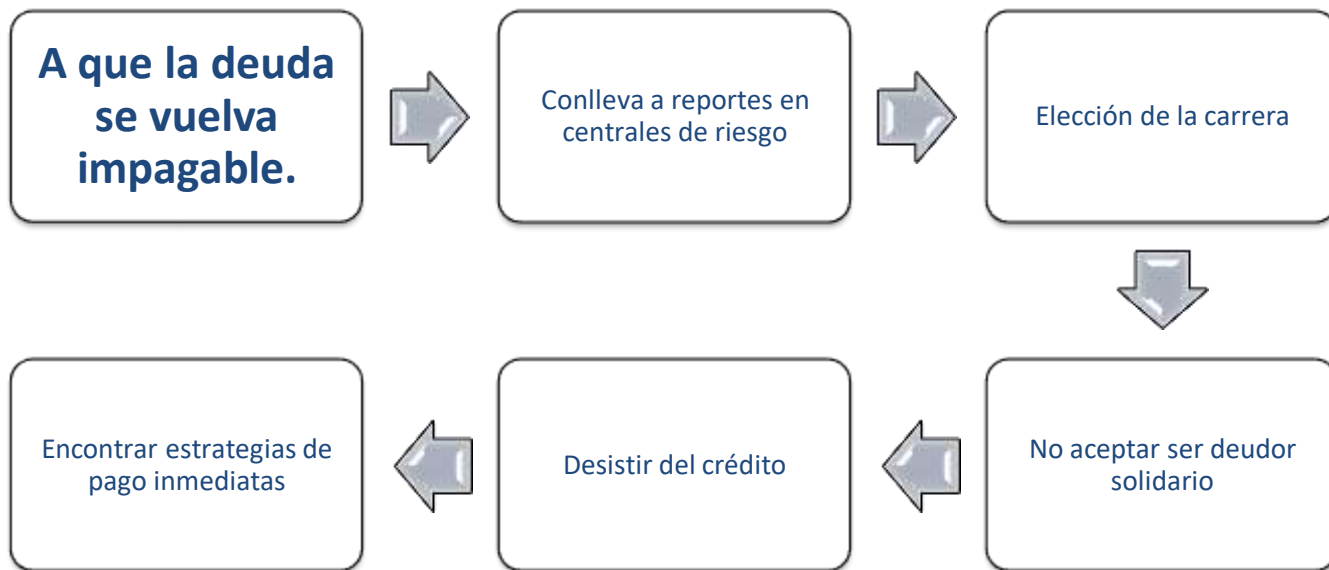 A que la deuda
se vuelva
impagable.
Conlleva a reportes en
centrales de riesgo
Elección de la carrera
No aceptar ser deudor
solidario
Desistir del crédito
Encontrar estrategias de
pago inmediatas